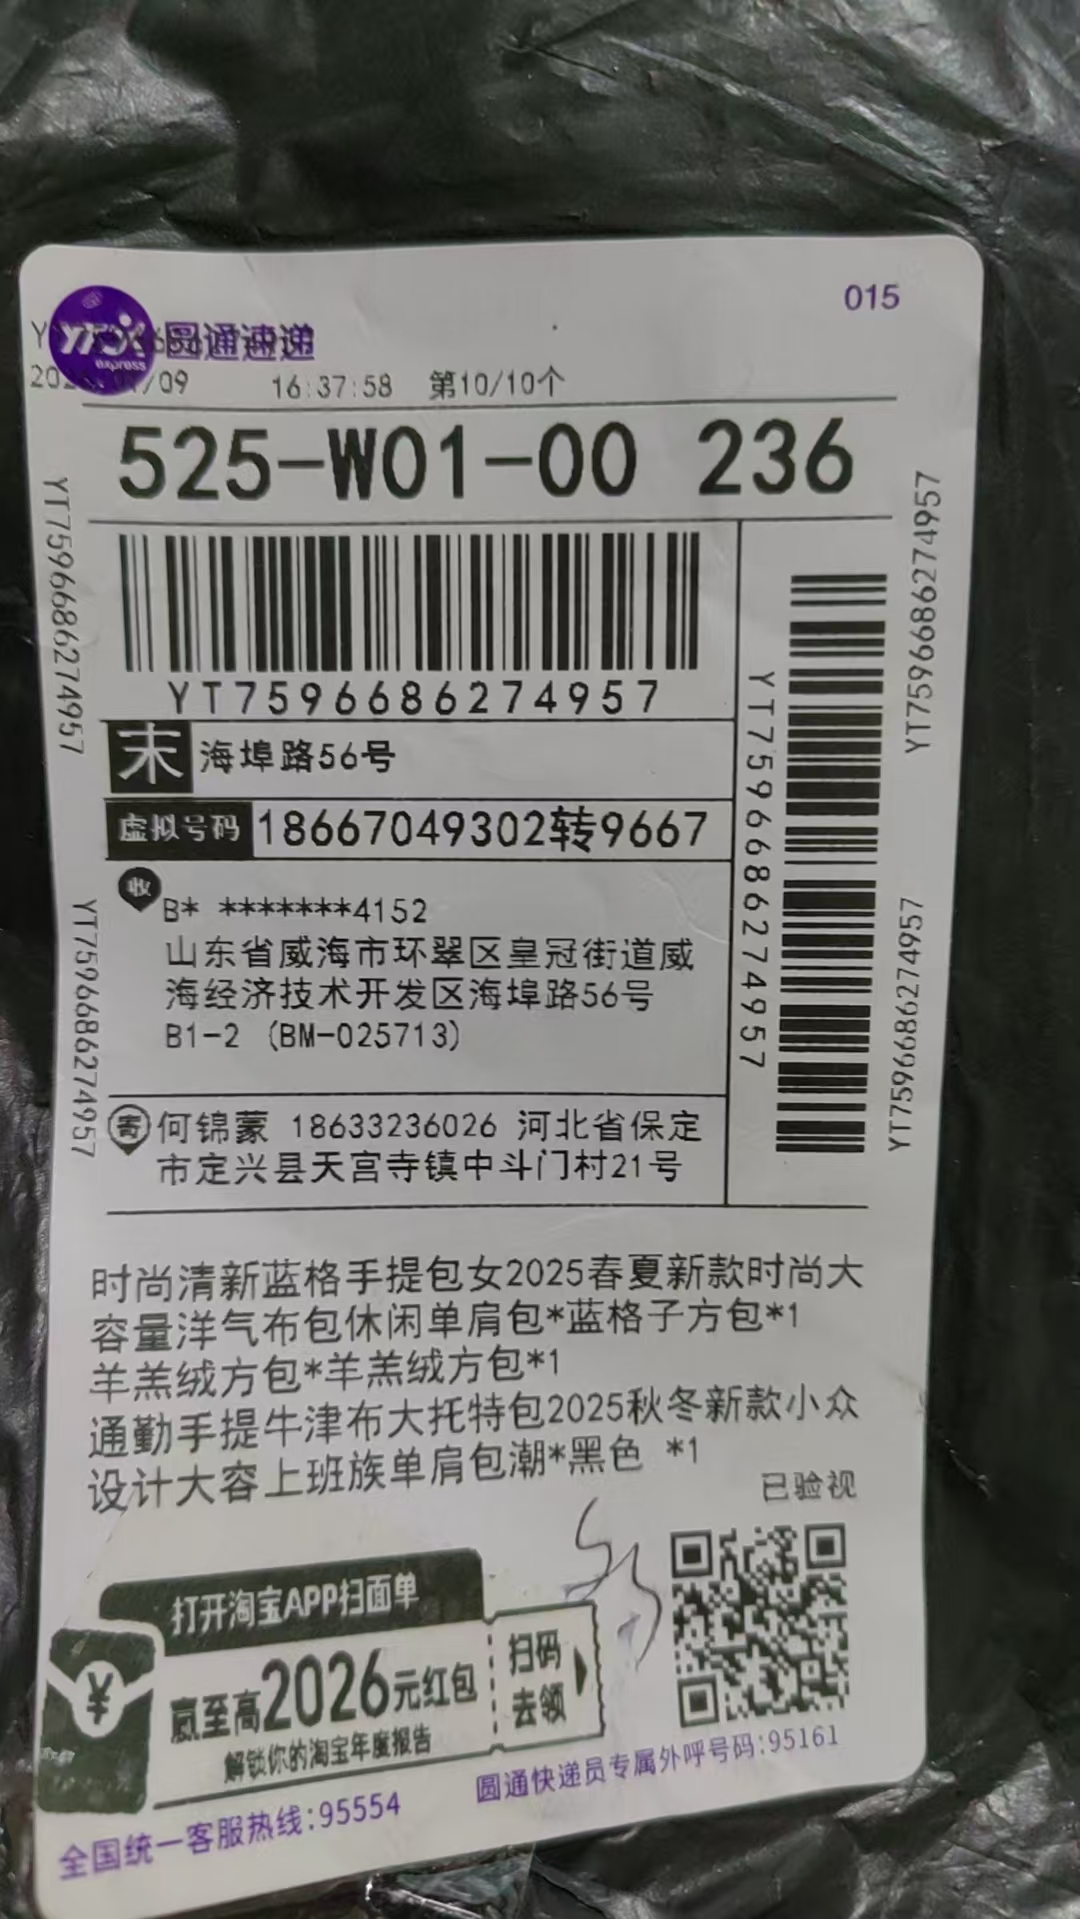 015
YTO express 圆通速递
16:37:58 第10/10个
525-W01-00 236
YT7596686274957
YT7596686274957
YT7596686274957
YT7596686274957
YT7596686274957
YT7596686274957
末 海埠路56号
虚拟号码 18667049302转9667
收 B* *******4152
山东省威海市环翠区皇冠街道威
海经济技术开发区海埠路56号
B1-2 (BM-025713)
寄 何锦蒙 18633236026 河北省保定
市定兴县天宫寺镇中斗门村21号
时尚清新蓝格手提包女2025春夏新款时尚大
容量洋气布包休闲单肩包*蓝格子方包*1
羊羔绒方包*羊羔绒方包*1
通勤手提牛津布大托特包2025秋冬新款小众
设计大容上班族单肩包潮*黑色 *1
已验视
打开淘宝APP扫面单
赢至高2026元红包
解锁你的淘宝年度报告
扫码
去领
¥
全国统一客服热线:95554
圆通快递员专属外呼号码:95161